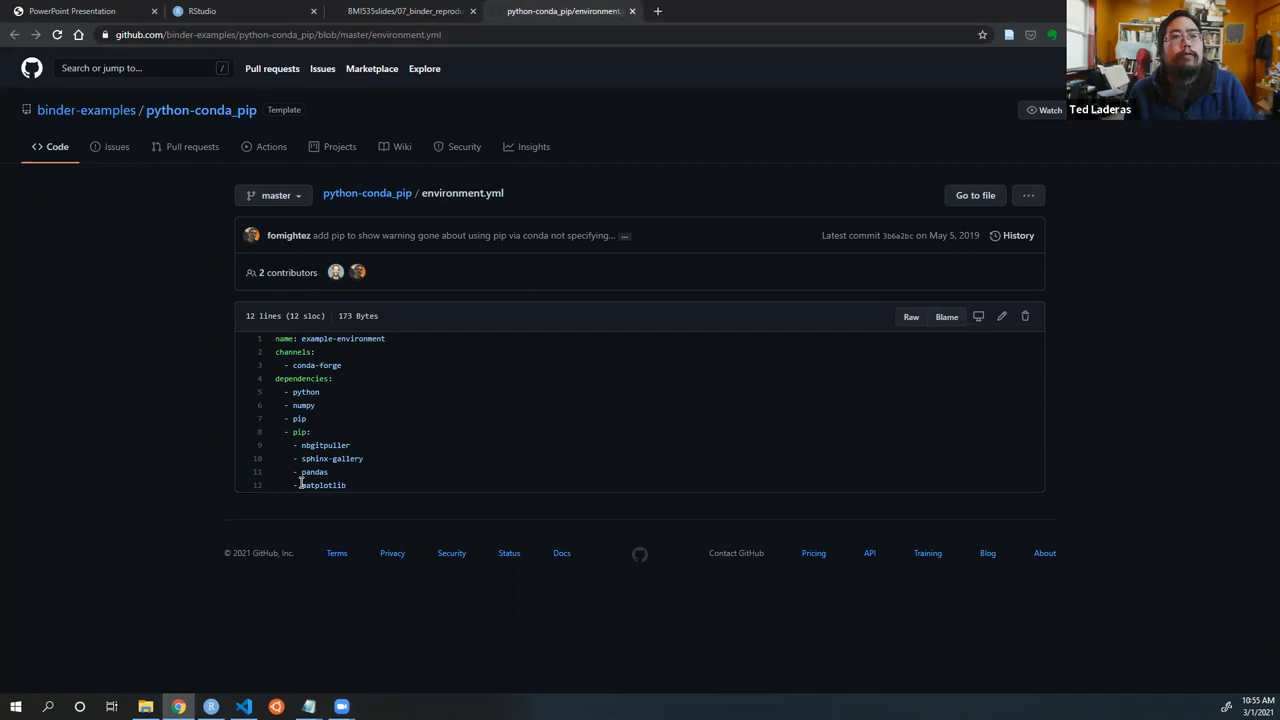 PowerPoint Presentation
RStudio
BMI535slides/07_binder_reprodu
python-conda_pip/environment.
github.com/binder-examples/python-conda_pip/blob/master/environment.yml
Search or jump to...
/
Pull requests
Issues
Marketplace
Explore
Ted Laderas
binder-examples / python-conda_pip
Template
Watch
Code
Issues
Pull requests
Actions
Projects
Wiki
Security
Insights
master
python-conda_pip / environment.yml
Go to file
...
fomightez add pip to show warning gone about using pip via conda not specifying...
...
Latest commit 3b6a2bc on May 5, 2019
History
2 contributors
12 lines (12 sloc) | 173 Bytes
Raw
Blame
1 name: example-environment
2 channels:
3 - conda-forge
4 dependencies:
5 - python
6 - numpy
7 - pip
8 - pip:
9 - nbgitpuller
10 - sphinx-gallery
11 - pandas
12 - matplotlib
© 2021 GitHub, Inc.
Terms
Privacy
Security
Status
Docs
Contact GitHub
Pricing
API
Training
Blog
About
10:55 AM
3/1/2021